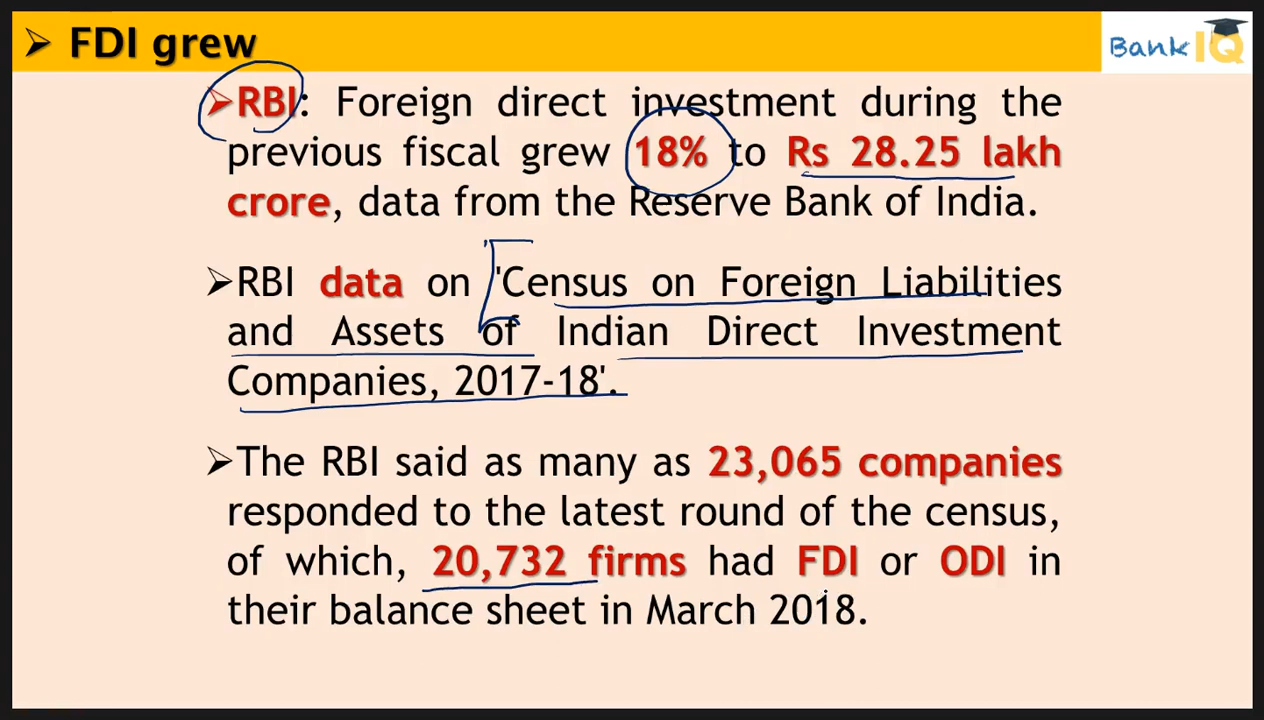 ➢ FDI grew
Bank IQ
➢RBI: Foreign direct investment during the
previous fiscal grew 18% to Rs 28.25 lakh
crore, data from the Reserve Bank of India.
➢RBI data on 'Census on Foreign Liabilities
and Assets of Indian Direct Investment
Companies, 2017-18'.
➢The RBI said as many as 23,065 companies
responded to the latest round of the census,
of which, 20,732 firms had FDI or ODI in
their balance sheet in March 2018.